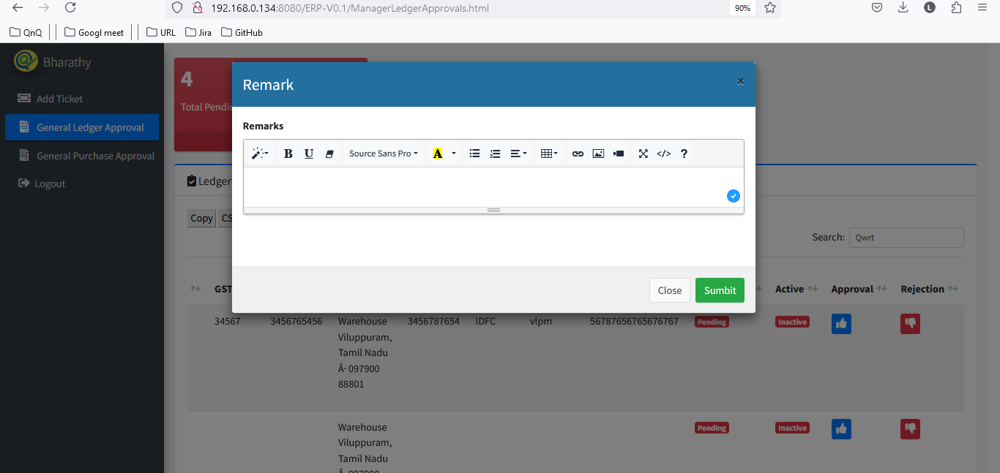 192.168.0.134:8080/ERP-V0.1/ManagerLedgerApprovals.html
90%
L
QnQ
Googl meet
URL
Jira
GitHub
Bharathy
Add Ticket
General Ledger Approval
General Purchase Approval
Logout
4
Total Pendin
Remark
×
Remarks
B U Source Sans Pro A </> ?
Close
Sumbit
Ledger
Copy
CS
Search:
Qwrt
GST
Active
Approval
Rejection
34567
3456765456
Warehouse
Viluppuram,
Tamil Nadu
Â· 097900
88801
3456787654
IDFC
vlpm
56787656765676767
Pending
Inactive
Warehouse
Viluppuram,
Tamil Nadu
Â· 097900
Pending
Inactive